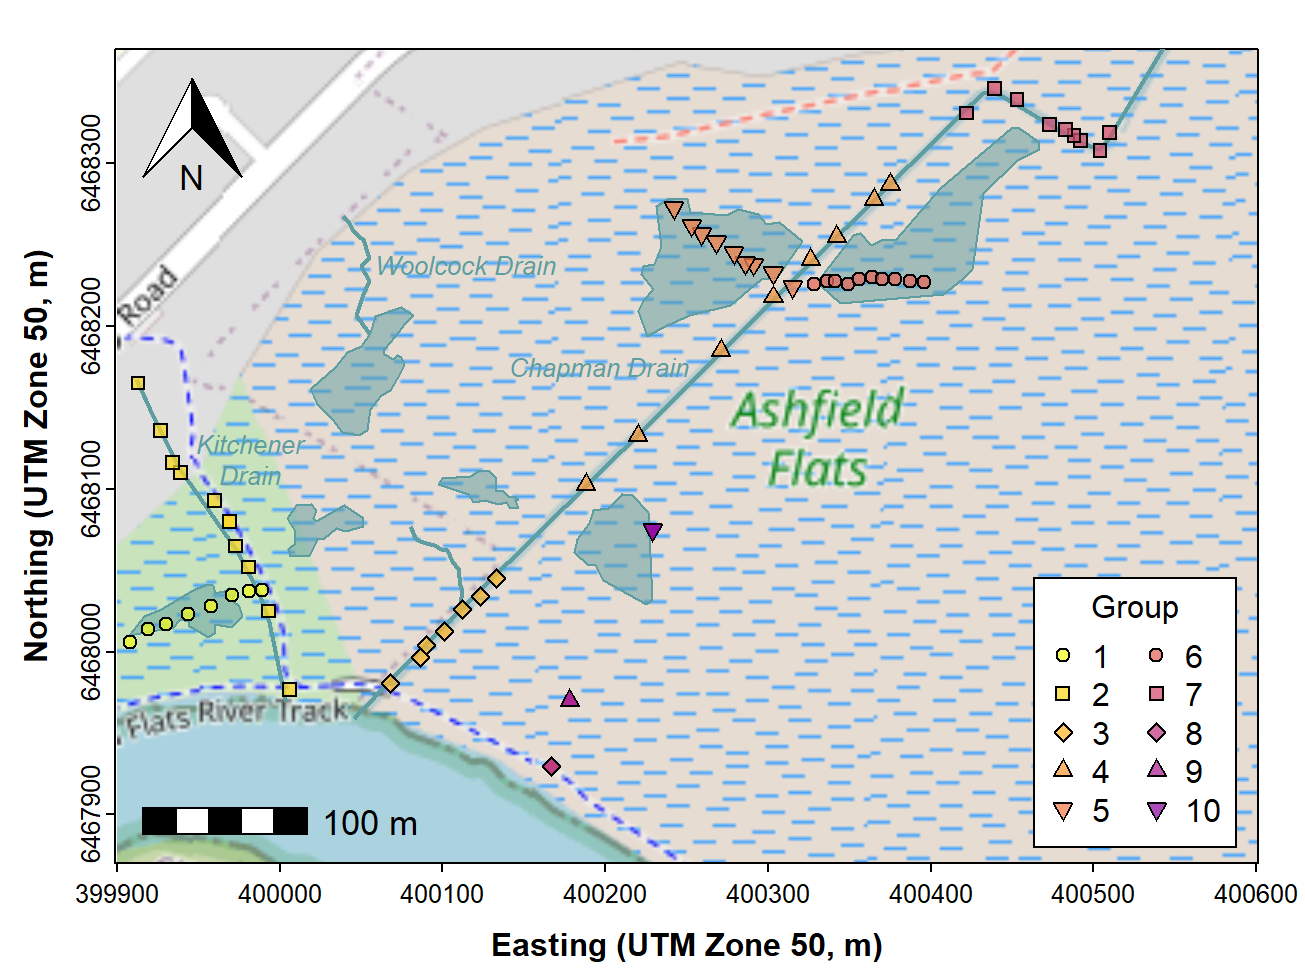 N
Road
Woolcock Drain
Chapman Drain
Kitchener
Drain
Ashfield
Flats
Flats River Track
100 m
Group
1 6
2 7
3 8
4 9
5 10
6468300
6468200
6468100
6468000
6467900
Northing (UTM Zone 50, m)
399900 400000 400100 400200 400300 400400 400500 400600
Easting (UTM Zone 50, m)